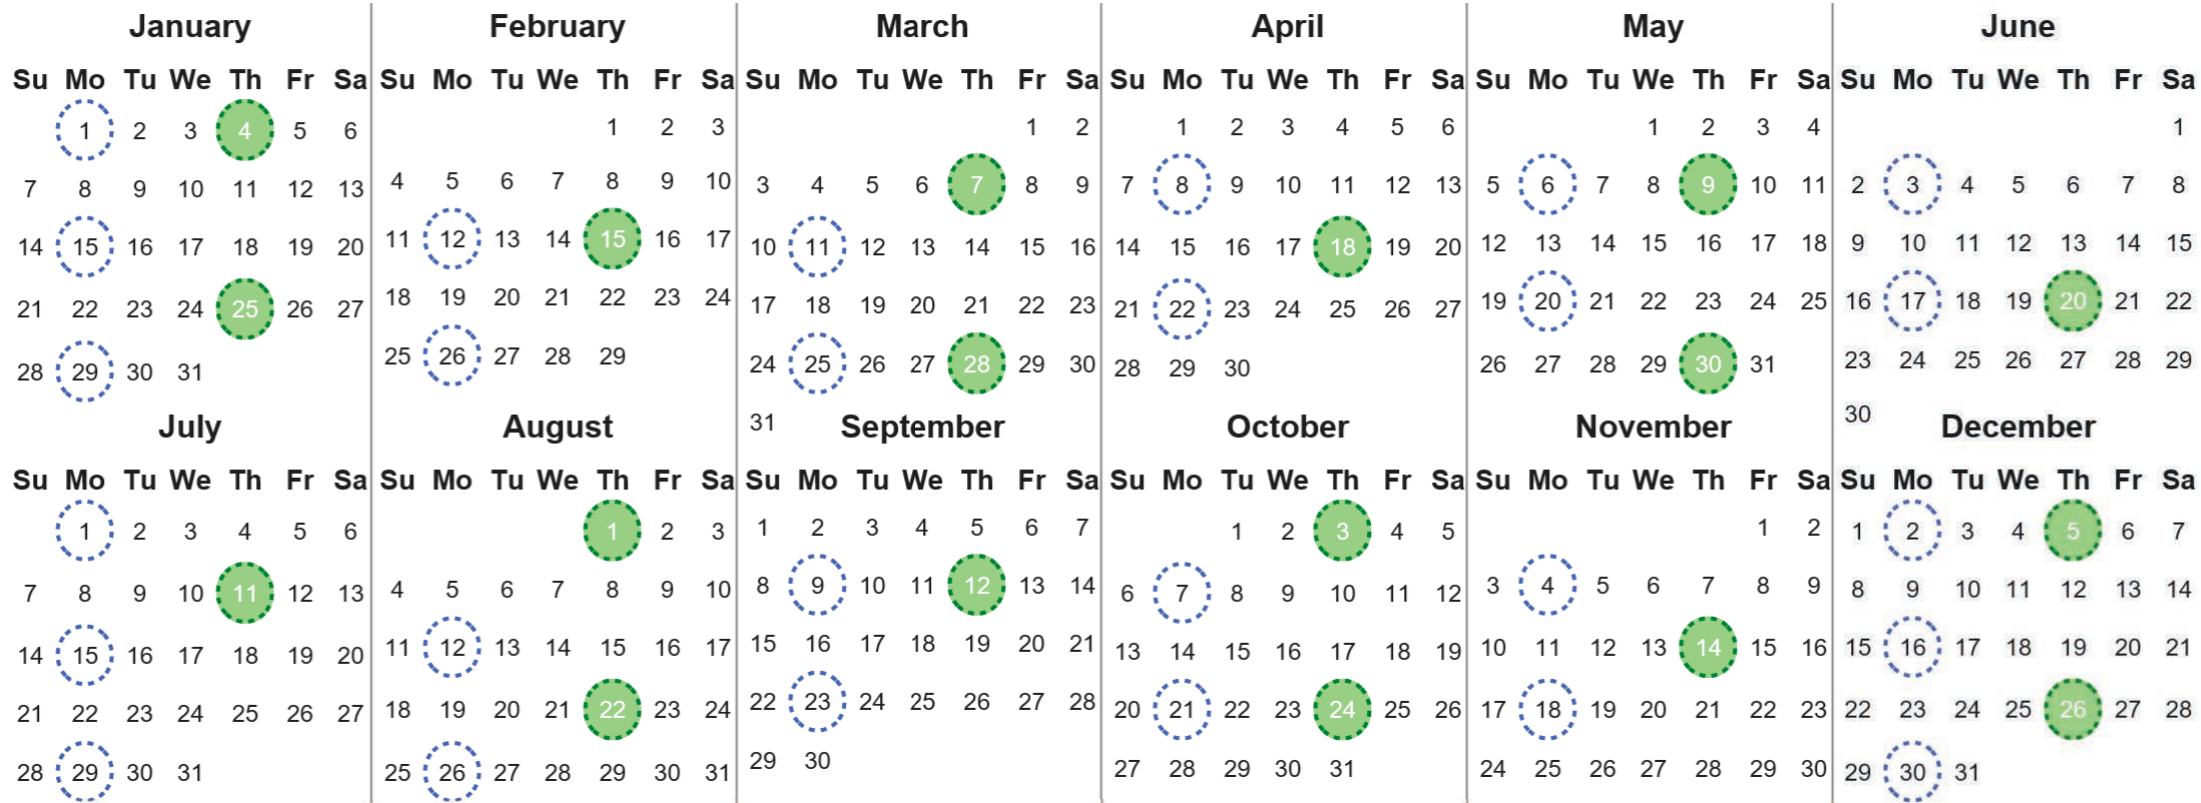 January February March April May June
Su Mo Tu We Th Fr Sa Su Mo Tu We Th Fr Sa Su Mo Tu We Th Fr Sa Su Mo Tu We Th Fr Sa Su Mo Tu We Th Fr Sa Su Mo Tu We Th Fr Sa
1 2 3 4 5 6 1 2 3 1 2 1 2 3 4 5 6 1 2 3 4 1
7 8 9 10 11 12 13 4 5 6 7 8 9 10 3 4 5 6 7 8 9 7 8 9 10 11 12 13 5 6 7 8 9 10 11 2 3 4 5 6 7 8
14 15 16 17 18 19 20 11 12 13 14 15 16 17 10 11 12 13 14 15 16 14 15 16 17 18 19 20 12 13 14 15 16 17 18 9 10 11 12 13 14 15
21 22 23 24 25 26 27 18 19 20 21 22 23 24 17 18 19 20 21 22 23 21 22 23 24 25 26 27 19 20 21 22 23 24 25 16 17 18 19 20 21 22
28 29 30 31 25 26 27 28 29 24 25 26 27 28 29 30 28 29 30 26 27 28 29 30 31 23 24 25 26 27 28 29
31 30
July August September October November December
Su Mo Tu We Th Fr Sa Su Mo Tu We Th Fr Sa Su Mo Tu We Th Fr Sa Su Mo Tu We Th Fr Sa Su Mo Tu We Th Fr Sa Su Mo Tu We Th Fr Sa
1 2 3 4 5 6 1 2 3 1 2 3 4 5 6 7 1 2 3 4 5 1 2 1 2 3 4 5 6 7
7 8 9 10 11 12 13 4 5 6 7 8 9 10 8 9 10 11 12 13 14 6 7 8 9 10 11 12 3 4 5 6 7 8 9 8 9 10 11 12 13 14
14 15 16 17 18 19 20 11 12 13 14 15 16 17 15 16 17 18 19 20 21 13 14 15 16 17 18 19 10 11 12 13 14 15 16 15 16 17 18 19 20 21
21 22 23 24 25 26 27 18 19 20 21 22 23 24 22 23 24 25 26 27 28 20 21 22 23 24 25 26 17 18 19 20 21 22 23 22 23 24 25 26 27 28
28 29 30 31 25 26 27 28 29 30 31 29 30 27 28 29 30 31 24 25 26 27 28 29 30 29 30 31